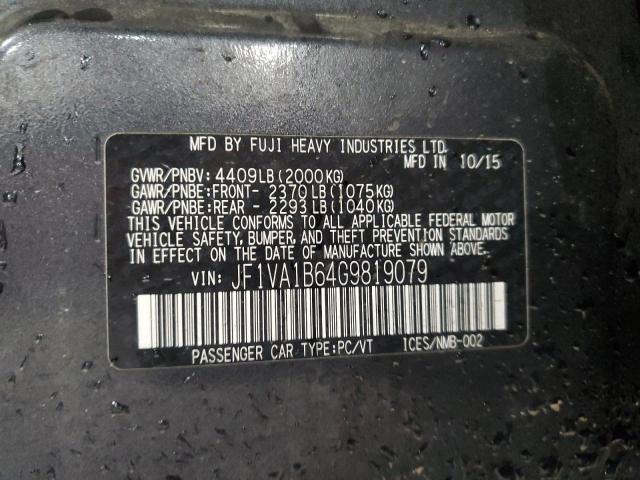 MFD BY FUJI HEAVY INDUSTRIES LTD.
MFD IN 10/15
GVWR/PNBV: 4409LB(2000KG)
GAWR/PNBE:FRONT- 2370LB(1075KG)
GAWR/PNBE:REAR - 2293LB(1040KG)
THIS VEHICLE CONFORMS TO ALL APPLICABLE FEDERAL MOTOR
VEHICLE SAFETY, BUMPER, AND THEFT PREVENTION STANDARDS
IN EFFECT ON THE DATE OF MANUFACTURE SHOWN ABOVE.
VIN: JF1VA1B64G9819079
PASSENGER CAR TYPE:PC/VT ICES/NMB-002